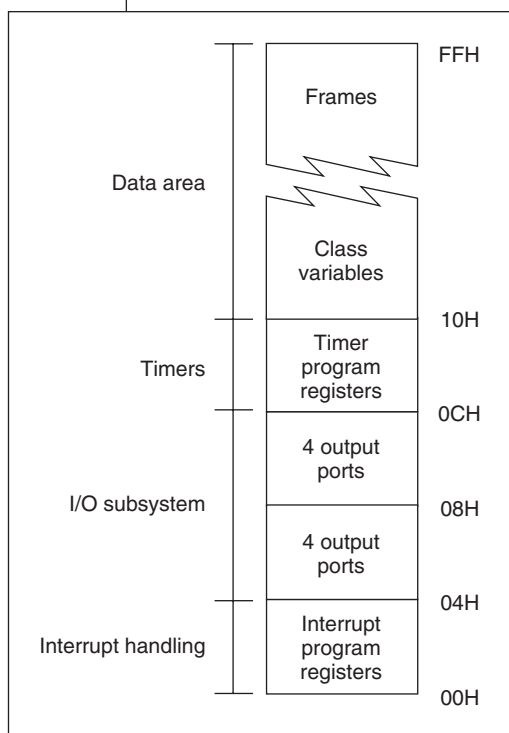 FFH
Frames
Data area
Class
variables
10H
Timer
program
registers
Timers
0CH
4 output
ports
I/O subsystem
08H
4 output
ports
04H
Interrupt
program
registers
Interrupt handling
00H